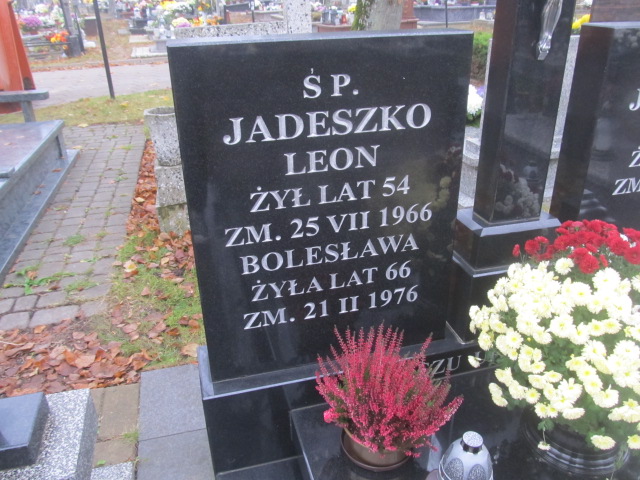 Ś P.
JADESZKO
LEON
ŻYŁ LAT 54
ZM. 25 VII 1966
BOLESŁAWA
ŻYŁA LAT 66
ZM. 21 II 1976